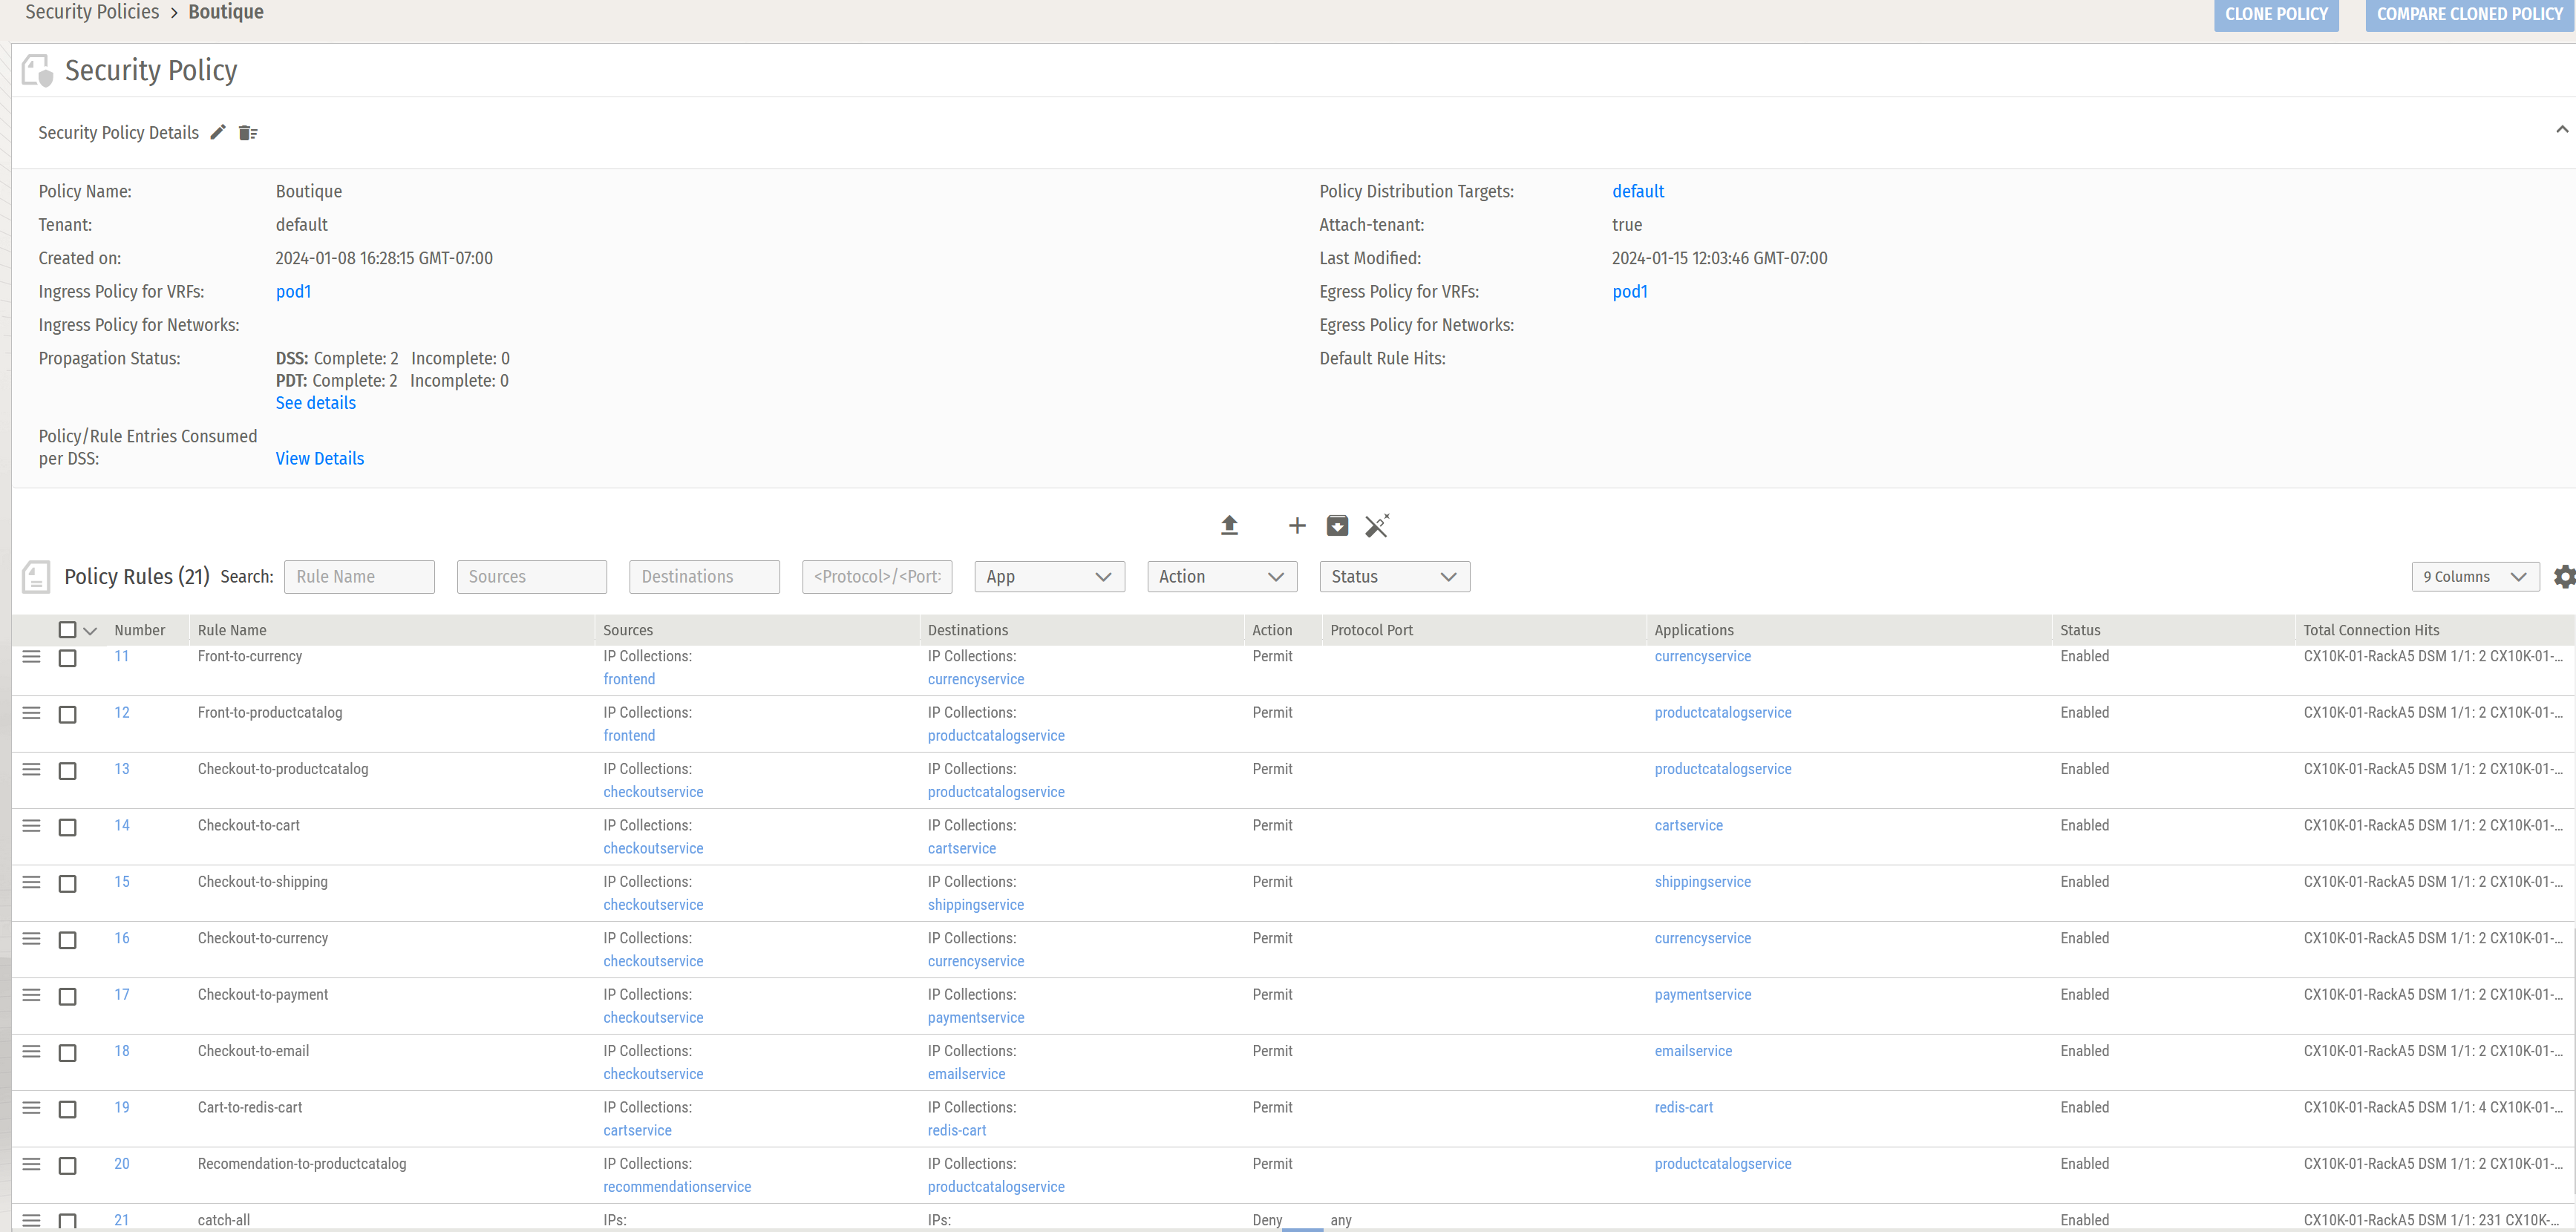 Security Policies > Boutique
CLONE POLICY
COMPARE CLONED POLICY
Security Policy
Security Policy Details
Policy Name: Boutique
Policy Distribution Targets: default
Tenant: default
Attach-tenant: true
Created on: 2024-01-08 16:28:15 GMT-07:00
Last Modified: 2024-01-15 12:03:46 GMT-07:00
Ingress Policy for VRFs: pod1
Egress Policy for VRFs: pod1
Ingress Policy for Networks:
Egress Policy for Networks:
Propagation Status: DSS: Complete: 2 Incomplete: 0
Default Rule Hits:
PDT: Complete: 2 Incomplete: 0
See details
Policy/Rule Entries Consumed
per DSS: View Details
Policy Rules (21) Search: Rule Name Sources Destinations <Protocol>/<Port: App Action Status 9 Columns
Number Rule Name Sources Destinations Action Protocol Port Applications Status Total Connection Hits
11 Front-to-currency IP Collections: IP Collections: Permit currencyservice Enabled CX10K-01-RackA5 DSM 1/1: 2 CX10K-01-...
frontend currencyservice
12 Front-to-productcatalog IP Collections: IP Collections: Permit productcatalogservice Enabled CX10K-01-RackA5 DSM 1/1: 2 CX10K-01-...
frontend productcatalogservice
13 Checkout-to-productcatalog IP Collections: IP Collections: Permit productcatalogservice Enabled CX10K-01-RackA5 DSM 1/1: 2 CX10K-01-...
checkoutservice productcatalogservice
14 Checkout-to-cart IP Collections: IP Collections: Permit cartservice Enabled CX10K-01-RackA5 DSM 1/1: 2 CX10K-01-...
checkoutservice cartservice
15 Checkout-to-shipping IP Collections: IP Collections: Permit shippingservice Enabled CX10K-01-RackA5 DSM 1/1: 2 CX10K-01-...
checkoutservice shippingservice
16 Checkout-to-currency IP Collections: IP Collections: Permit currencyservice Enabled CX10K-01-RackA5 DSM 1/1: 2 CX10K-01-...
checkoutservice currencyservice
17 Checkout-to-payment IP Collections: IP Collections: Permit paymentservice Enabled CX10K-01-RackA5 DSM 1/1: 2 CX10K-01-...
checkoutservice paymentservice
18 Checkout-to-email IP Collections: IP Collections: Permit emailservice Enabled CX10K-01-RackA5 DSM 1/1: 2 CX10K-01-...
checkoutservice emailservice
19 Cart-to-redis-cart IP Collections: IP Collections: Permit redis-cart Enabled CX10K-01-RackA5 DSM 1/1: 4 CX10K-01-...
cartservice redis-cart
20 Recomendation-to-productcatalog IP Collections: IP Collections: Permit productcatalogservice Enabled CX10K-01-RackA5 DSM 1/1: 2 CX10K-01-...
recommendationservice productcatalogservice
21 catch-all IPs: IPs: Deny any Enabled CX10K-01-RackA5 DSM 1/1: 231 CX10K-...